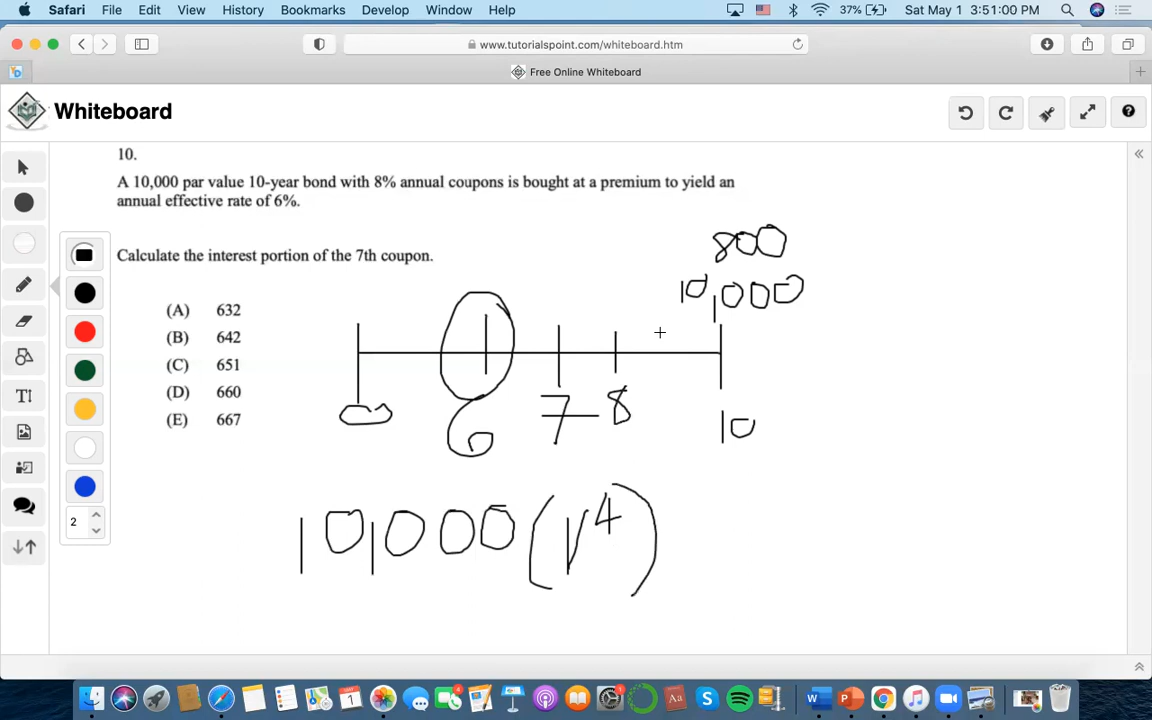 Safari File Edit View History Bookmarks Develop Window Help 37% Sat May 1 3:51:00 PM
www.tutorialspoint.com/whiteboard.htm
Free Online Whiteboard
Whiteboard
10.
A 10,000 par value 10-year bond with 8% annual coupons is bought at a premium to yield an
annual effective rate of 6%.
Calculate the interest portion of the 7th coupon.
(A) 632
(B) 642
(C) 651
(D) 660
(E) 667
800
10,000
6 7 8 10
10,000(v^4)
Ti
2